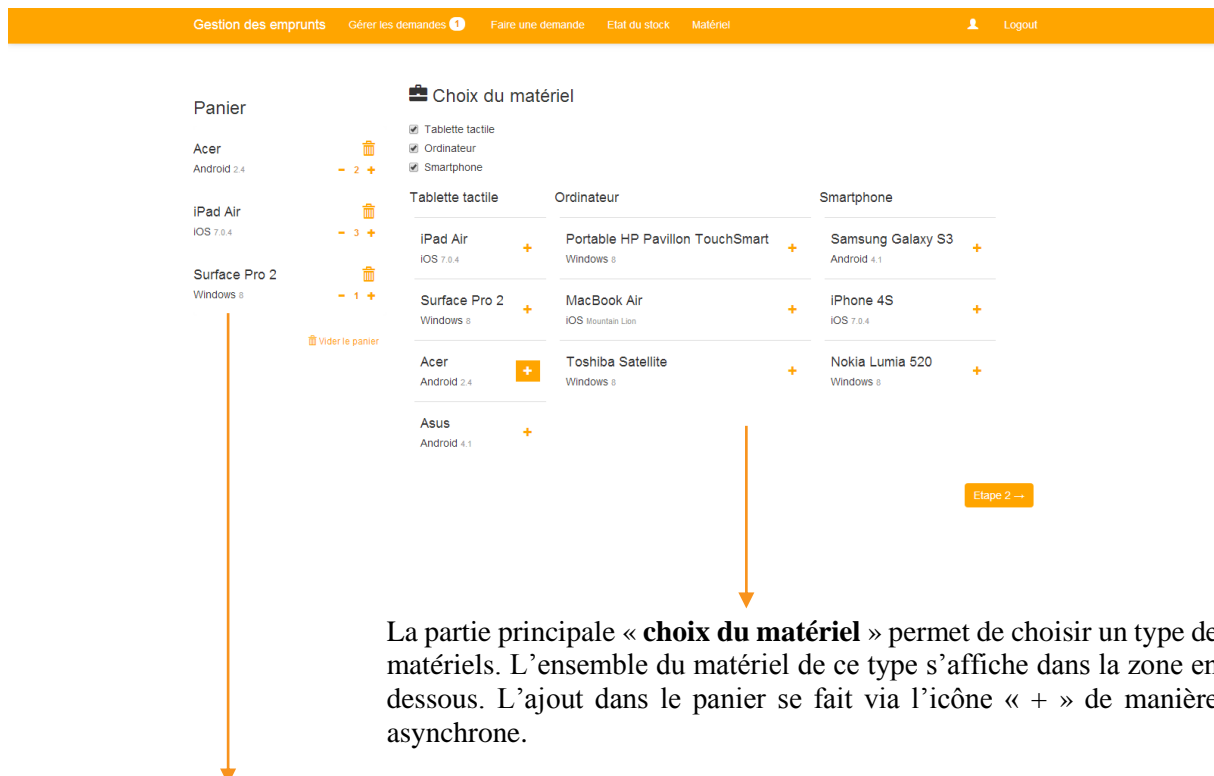 Gestion des emprunts Gérer les demandes 1 Faire une demande Etat du stock Matériel Logout
Panier
Acer
Android 2.4 - 2 +
iPad Air
iOS 7.0.4 - 3 +
Surface Pro 2
Windows 8 - 1 +
Vider le panier
Choix du matériel
Tablette tactile
Ordinateur
Smartphone
Tablette tactile
iPad Air +
iOS 7.0.4
Surface Pro 2 +
Windows 8
Acer +
Android 2.4
Asus +
Android 4.1
Ordinateur
Portable HP Pavillon TouchSmart +
Windows 8
MacBook Air +
iOS Mountain Lion
Toshiba Satellite +
Windows 8
Smartphone
Samsung Galaxy S3 +
Android 4.1
iPhone 4S +
iOS 7.0.4
Nokia Lumia 520 +
Windows 8
Etape 2 →
La partie principale « choix du matériel » permet de choisir un type de
matériels. L’ensemble du matériel de ce type s’affiche dans la zone en
dessous. L’ajout dans le panier se fait via l’icône « + » de manière
asynchrone.